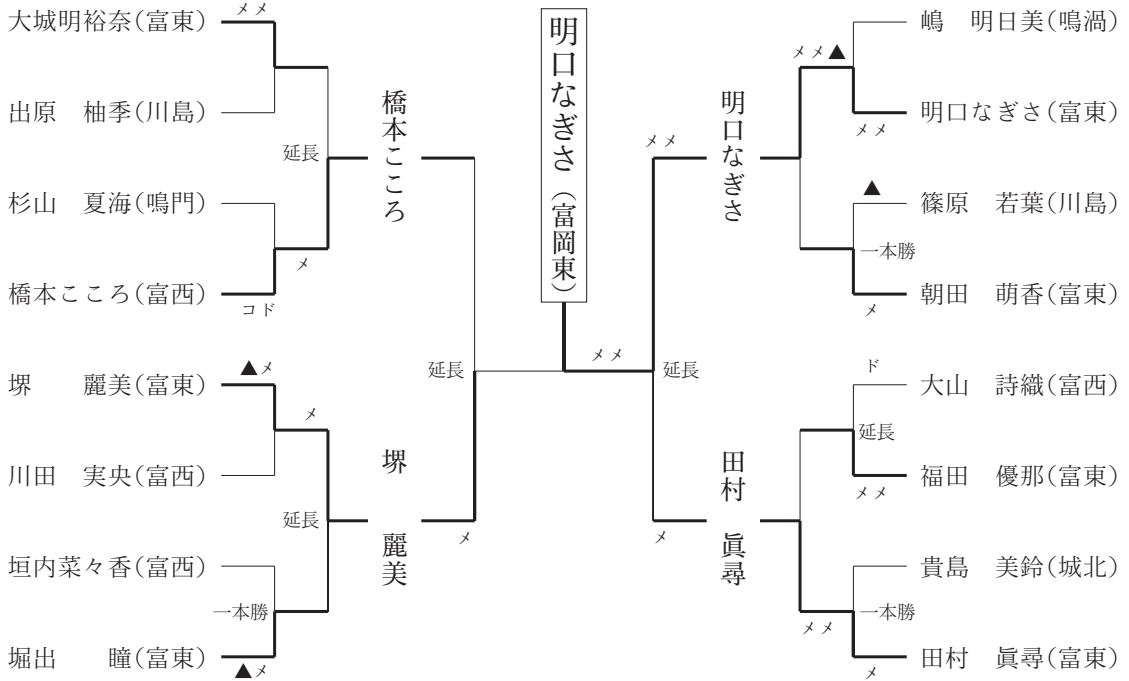 メメ
大城明裕奈(富東)
出原　柚季(川島)
延長
杉山　夏海(鳴門)
メ
橋本こころ(富西)
コド
橋本こころ
▲メ
堺　　麗美(富東)
メ
川田　実央(富西)
延長
垣内菜々香(富西)
一本勝
堀出　　瞳(富東)
▲メ
堺　麗美
延長
メ
明口なぎさ(富岡東)
メメ
メメ
延長
メ
明口なぎさ
嶋　明日美(鳴渦)
メメ▲
明口なぎさ(富東)
メメ
▲
篠原　若葉(川島)
一本勝
朝田　萌香(富東)
メ
田村　眞尋
ド
大山　詩織(富西)
延長
福田　優那(富東)
メメ
貴島　美鈴(城北)
一本勝
メメ
田村　眞尋(富東)
メ